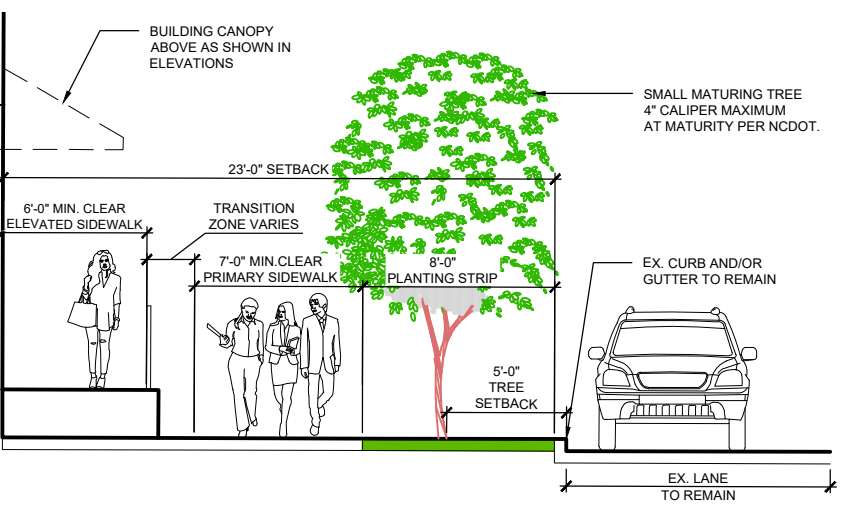 BUILDING CANOPY
ABOVE AS SHOWN IN
ELEVATIONS
SMALL MATURING TREE
4" CALIPER MAXIMUM
AT MATURITY PER NCDOT.
23'-0" SETBACK
6'-0" MIN. CLEAR
ELEVATED SIDEWALK
TRANSITION
ZONE VARIES
7'-0" MIN.CLEAR
PRIMARY SIDEWALK
8'-0"
PLANTING STRIP
EX. CURB AND/OR
GUTTER TO REMAIN
5'-0"
TREE
SETBACK
EX. LANE
TO REMAIN